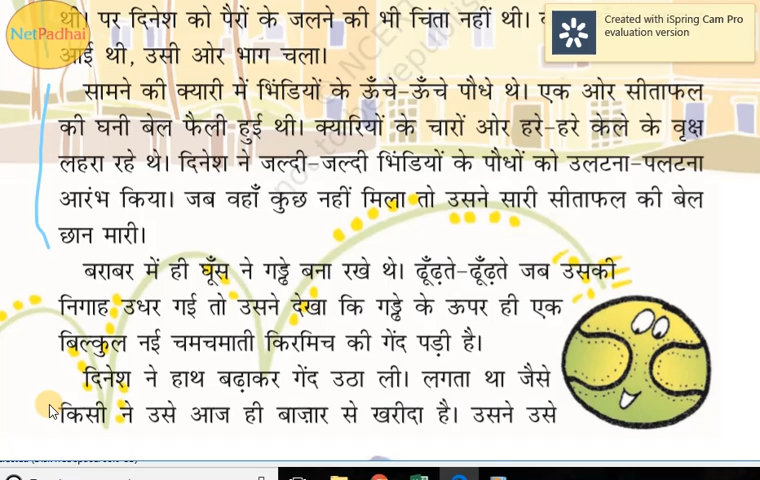 थी। पर दिनेश को पैरों के जलने की भी चिंता नहीं थी।
आई थी, उसी ओर भाग चला।
NetPadhai
Created with iSpring Cam Pro
evaluation version
सामने की क्यारी में भिंडियों के ऊँचे-ऊँचे पौधे थे। एक ओर सीताफल
की घनी बेल फैली हुई थी। क्यारियों के चारों ओर हरे-हरे केले के वृक्ष
लहरा रहे थे। दिनेश ने जल्दी-जल्दी भिंडियों के पौधों को उलटना-पलटना
आरंभ किया। जब वहाँ कुछ नहीं मिला तो उसने सारी सीताफल की बेल
छान मारी।
बराबर में ही घूँस ने गड्ढे बना रखे थे। ढूँढ़ते-ढूँढ़ते जब उसकी
निगाह उधर गई तो उसने देखा कि गड्ढे के ऊपर ही एक
बिल्कुल नई चमचमाती किरमिच की गेंद पड़ी है।
दिनेश ने हाथ बढ़ाकर गेंद उठा ली। लगता था जैसे
किसी ने उसे आज ही बाज़ार से खरीदा है। उसने उसे